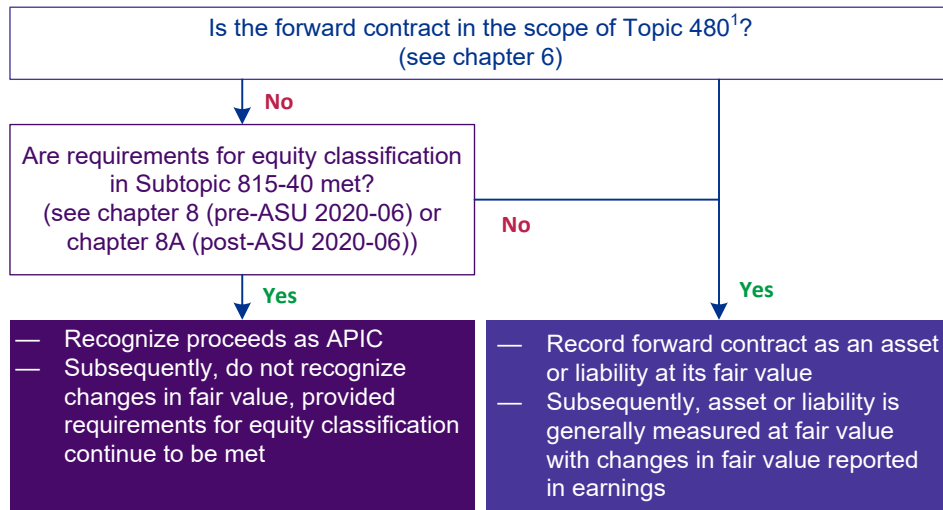 Is the forward contract in the scope of Topic 480¹?
(see chapter 6)
No
Are requirements for equity classification
in Subtopic 815-40 met?
(see chapter 8 (pre-ASU 2020-06) or
chapter 8A (post-ASU 2020-06))
No
Yes
Yes
— Recognize proceeds as APIC
— Subsequently, do not recognize
changes in fair value, provided
requirements for equity classification
continue to be met
— Record forward contract as an asset
or liability at its fair value
— Subsequently, asset or liability is
generally measured at fair value
with changes in fair value reported
in earnings